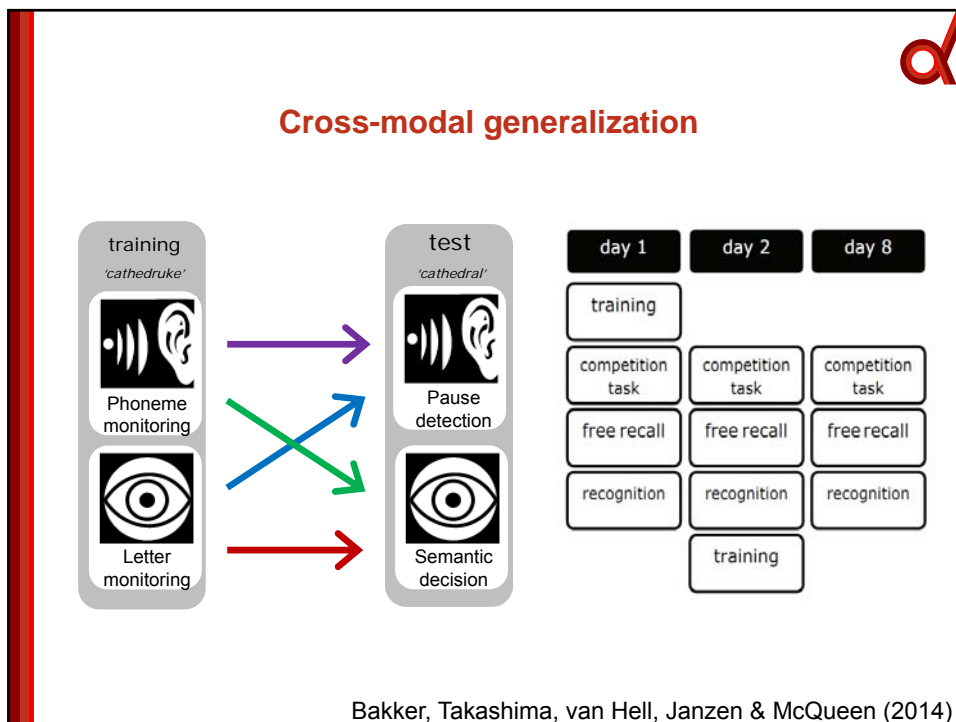 Cross-modal generalization
training
'cathedruke'
Phoneme
monitoring
Letter
monitoring
test
'cathedral'
Pause
detection
Semantic
decision
day 1
day 2
day 8
training
competition
task
competition
task
competition
task
free recall
free recall
free recall
recognition
recognition
recognition
training
Bakker, Takashima, van Hell, Janzen & McQueen (2014)